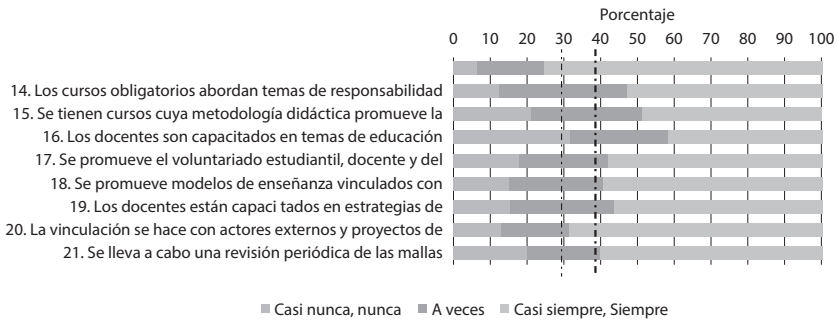 Porcentaje
0 10 20 30 40 50 60 70 80 90 100
14. Los cursos obligatorios abordan temas de responsabilidad
15. Se tienen cursos cuya metodología didáctica promueve la
16. Los docentes son capacitados en temas de educación
17. Se promueve el voluntariado estudiantil, docente y del
18. Se promueve modelos de enseñanza vinculados con
19. Los docentes están capaci tados en estrategias de
20. La vinculación se hace con actores externos y proyectos de
21. Se lleva a cabo una revisión periódica de las mallas
Casi nunca, nunca A veces Casi siempre, Siempre